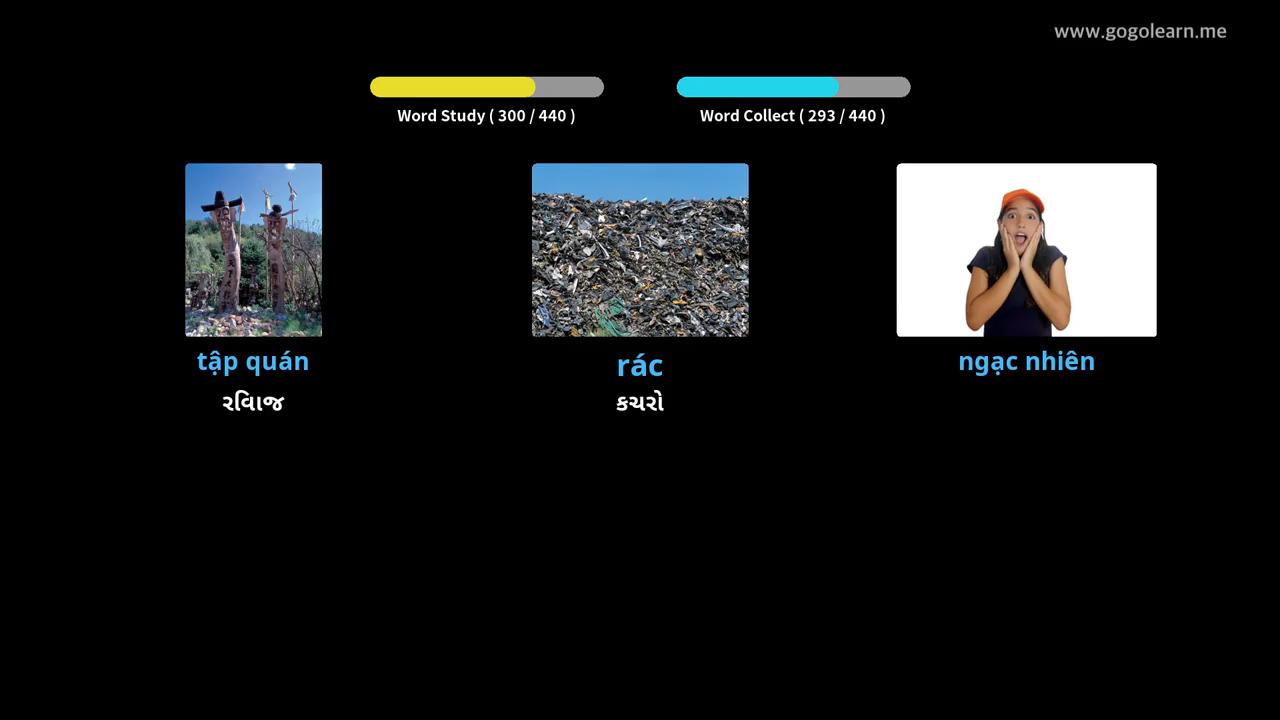 www.gogolearn.me
Word Study ( 300 / 440 )
Word Collect ( 293 / 440 )
tập quán
રિવાજ
rác
કચરો
ngạc nhiên